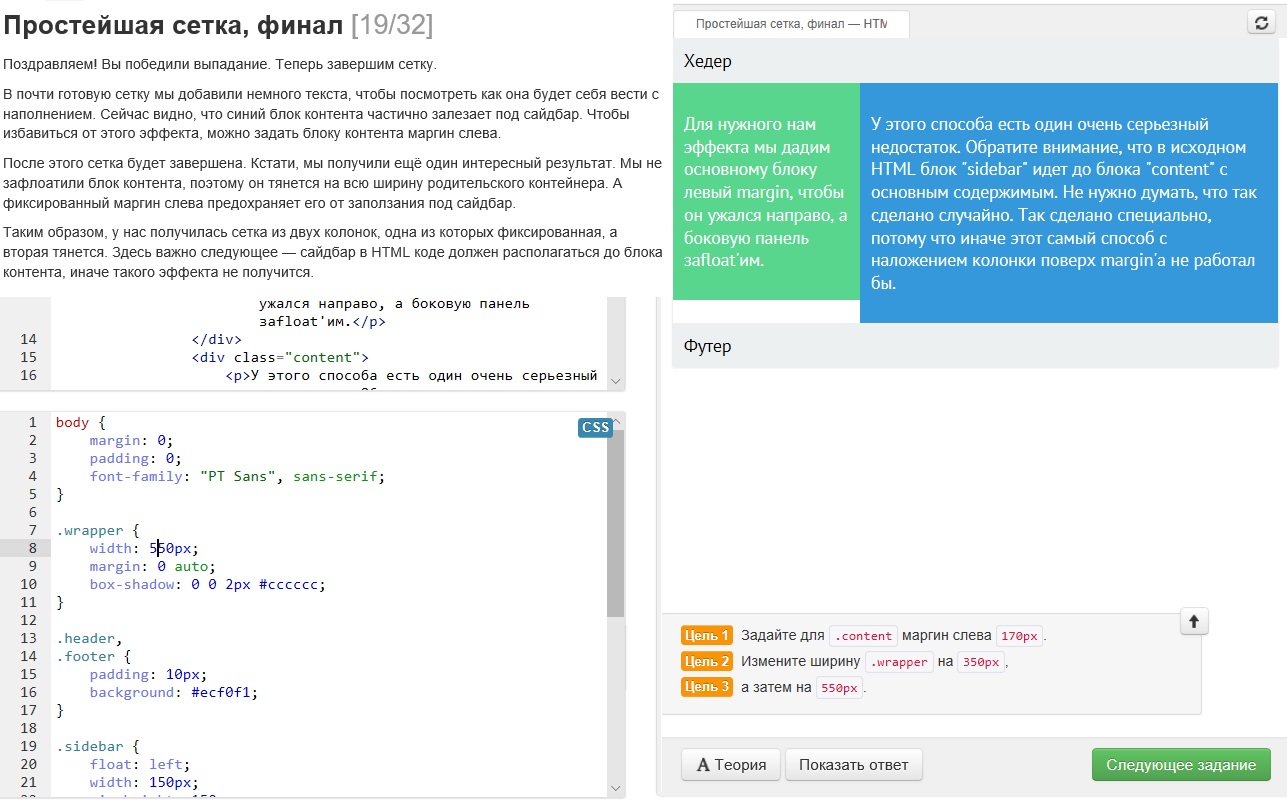 Простейшая сетка, финал [19/32]
Поздравляем! Вы победили выпадание. Теперь завершим сетку.
В почти готовую сетку мы добавили немного текста, чтобы посмотреть как она будет себя вести с
наполнением. Сейчас видно, что синий блок контента частично залезает под сайдбар. Чтобы
избавиться от этого эффекта, можно задать блоку контента маргин слева.
После этого сетка будет завершена. Кстати, мы получили ещё один интересный результат. Мы не
зафлоатили блок контента, поэтому он тянется на всю ширину родительского контейнера. А
фиксированный маргин слева предохраняет его от заползания под сайдбар.
Таким образом, у нас получилась сетка из двух колонок, одна из которых фиксированная, а
вторая тянется. Здесь важно следующее — сайдбар в HTML коде должен располагаться до блока
контента, иначе такого эффекта не получится.
ужался направо, а боковую панель
зафloat'им.</p>
14 </div>
15 <div class="content">
16 <p>У этого способа есть один очень серьезный
CSS
1 body {
2 margin: 0;
3 padding: 0;
4 font-family: "PT Sans", sans-serif;
5 }
6
7 .wrapper {
8 width: 550px;
9 margin: 0 auto;
10 box-shadow: 0 0 2px #cccccc;
11 }
12
13 .header,
14 .footer {
15 padding: 10px;
16 background: #ecf0f1;
17 }
18
19 .sidebar {
20 float: left;
21 width: 150px;
Простейшая сетка, финал — HTM
Хедер
Для нужного нам
эффекта мы дадим
основному блоку
левый margin, чтобы
он ужался направо, а
боковую панель
зафloat'им.
У этого способа есть один очень серьезный
недостаток. Обратите внимание, что в исходном
HTML блок "sidebar" идет до блока "content" с
основным содержимым. Не нужно думать, что так
сделано случайно. Так сделано специально,
потому что иначе этот самый способ с
наложением колонки поверх margin'а не работал
бы.
Футер
Цель 1 Задайте для .content маргин слева 170px.
Цель 2 Измените ширину .wrapper на 350px,
Цель 3 а затем на 550px.
А Теория
Показать ответ
Следующее задание